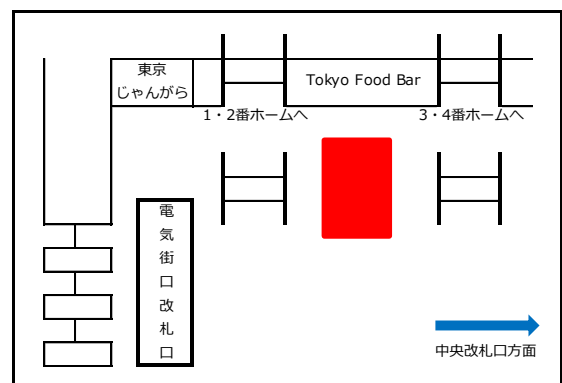 東京
じゃんがら
Tokyo Food Bar
1・2番ホームへ
3・4番ホームへ
電
気
街
口
改
札
口
中央改札口方面